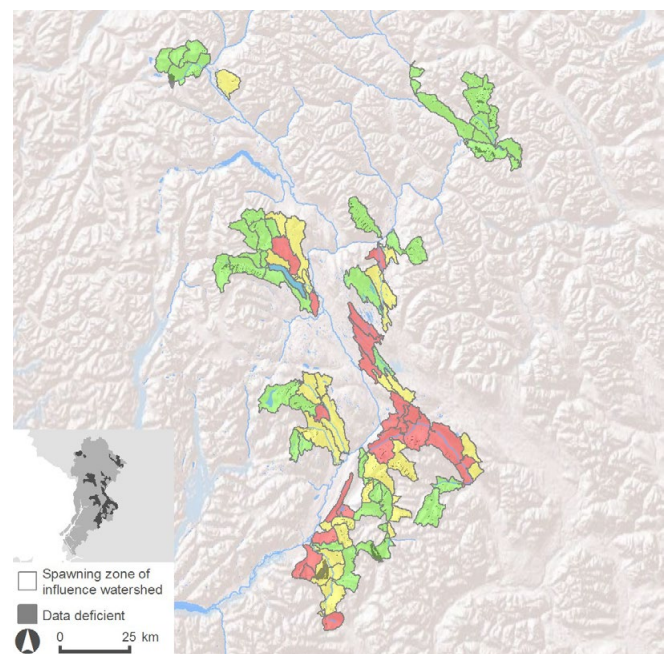 Spawning zone of
influence watershed
Data deficient
0 25 km